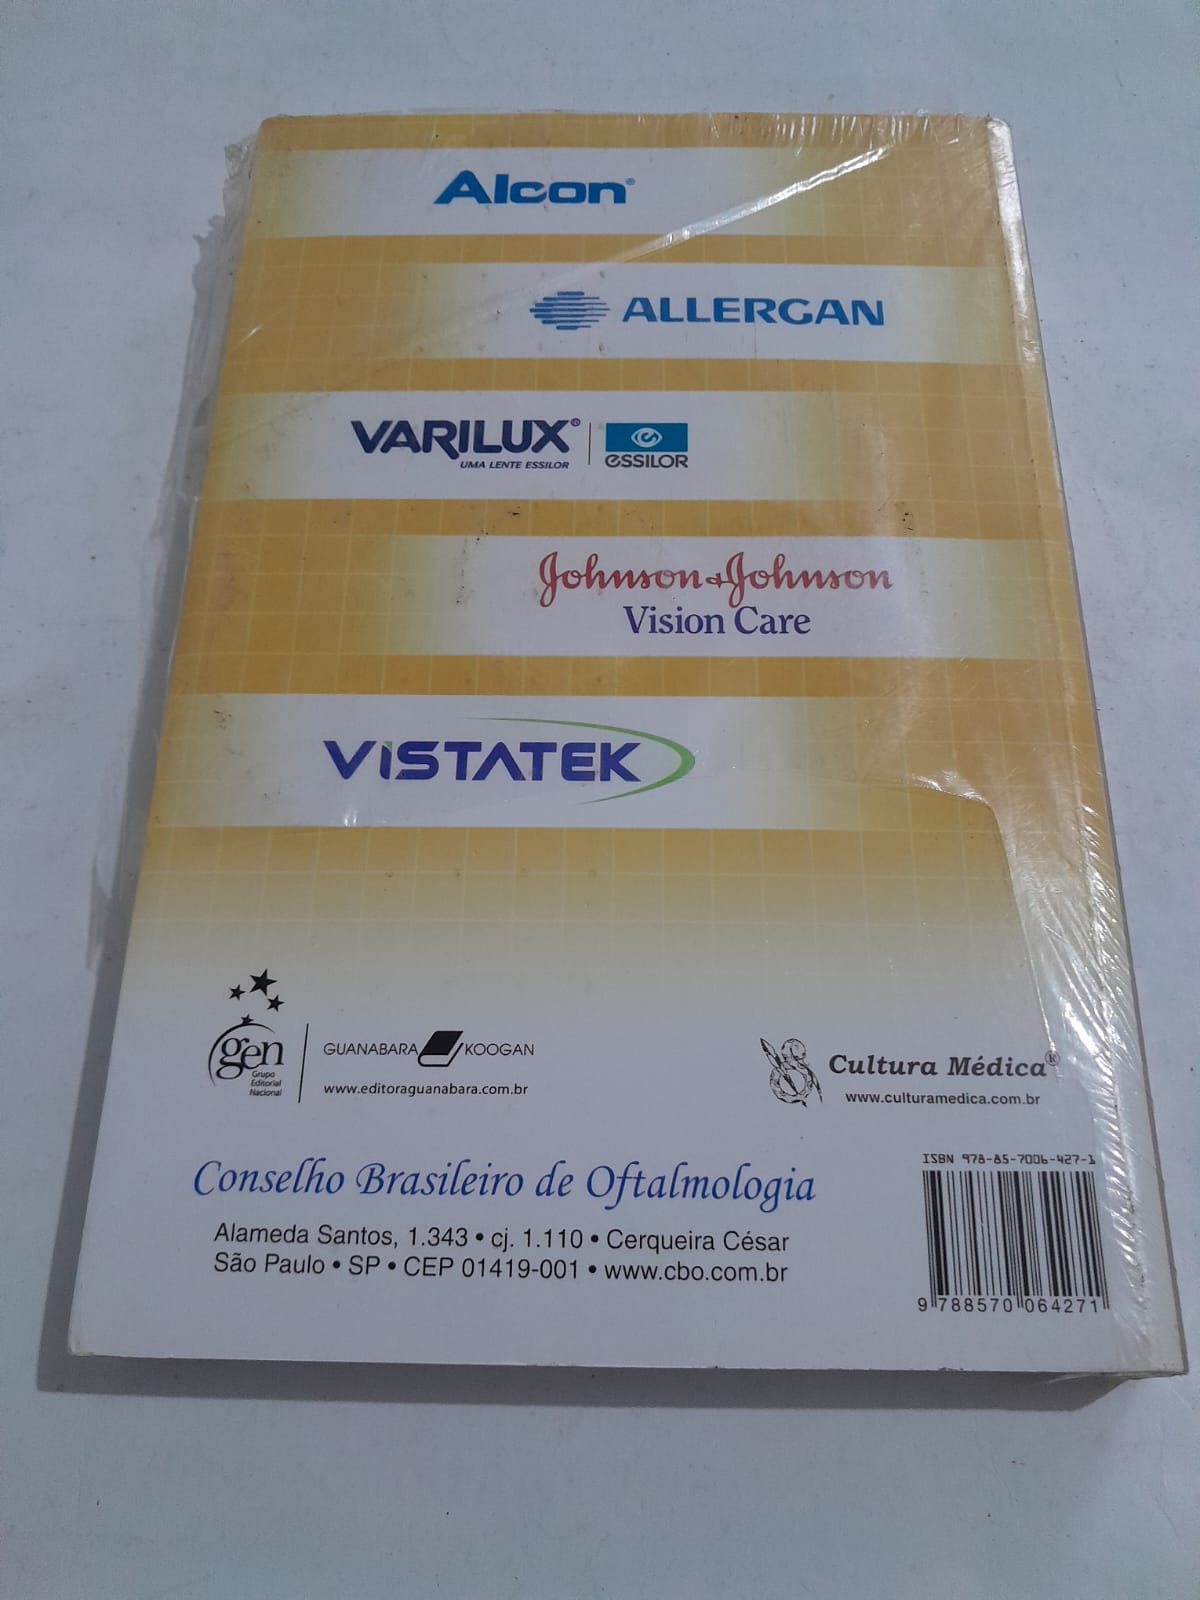 Alcon®
ALLERGAN
VARILUX®
UMA LENTE ESSILOR
essilor
Johnson & Johnson
Vision Care
VISTATEK
gen
Grupo
Editorial
Nacional
GUANABARA KOOGAN
www.editoraguanabara.com.br
Cultura Médica®
www.culturamedica.com.br
Conselho Brasileiro de Oftalmologia
Alameda Santos, 1.343 • cj. 1.110 • Cerqueira César
São Paulo • SP • CEP 01419-001 • www.cbo.com.br
ISBN 978-85-7006-427-1
9 788570 064271